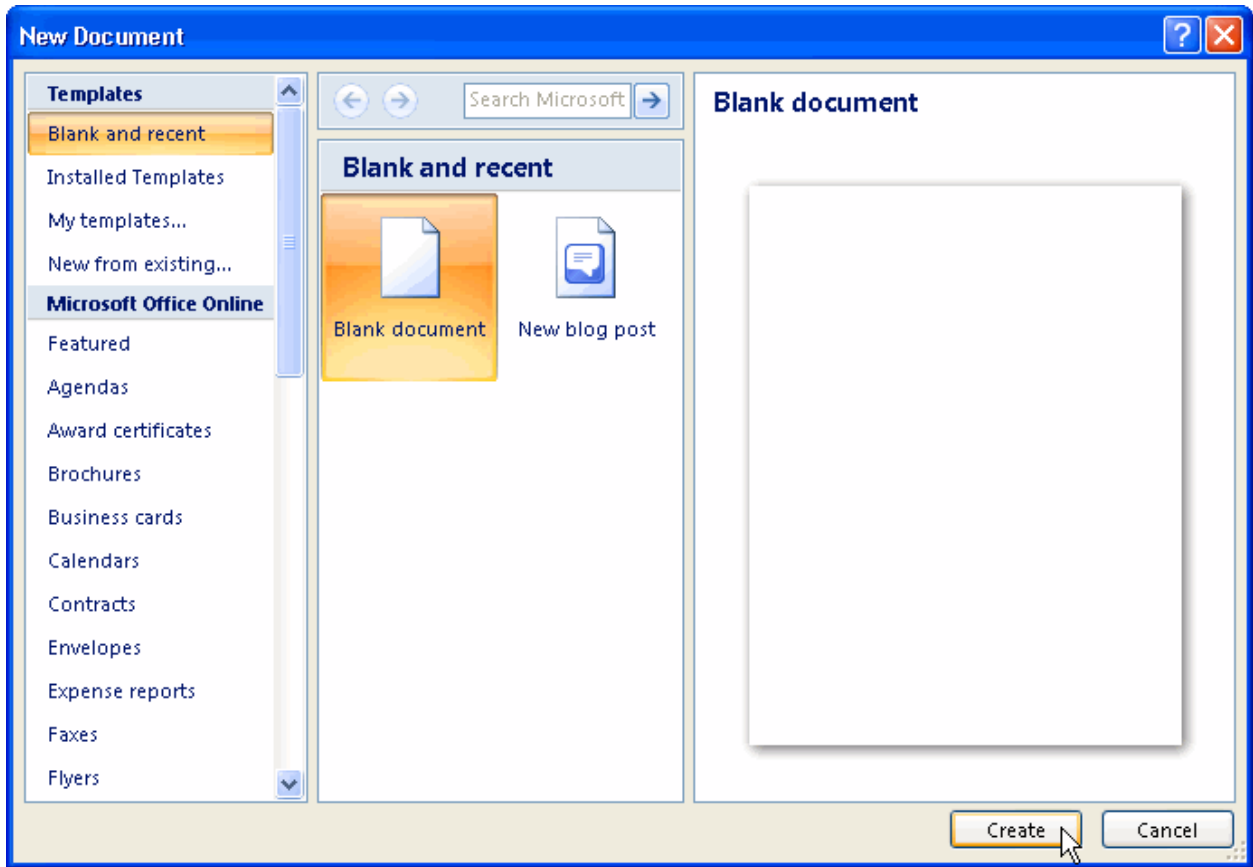 New Document
Templates
Blank and recent
Installed Templates
My templates...
New from existing...
Microsoft Office Online
Featured
Agendas
Award certificates
Brochures
Business cards
Calendars
Contracts
Envelopes
Expense reports
Faxes
Flyers
Search Microsoft
Blank and recent
Blank document
New blog post
Blank document
Create
Cancel